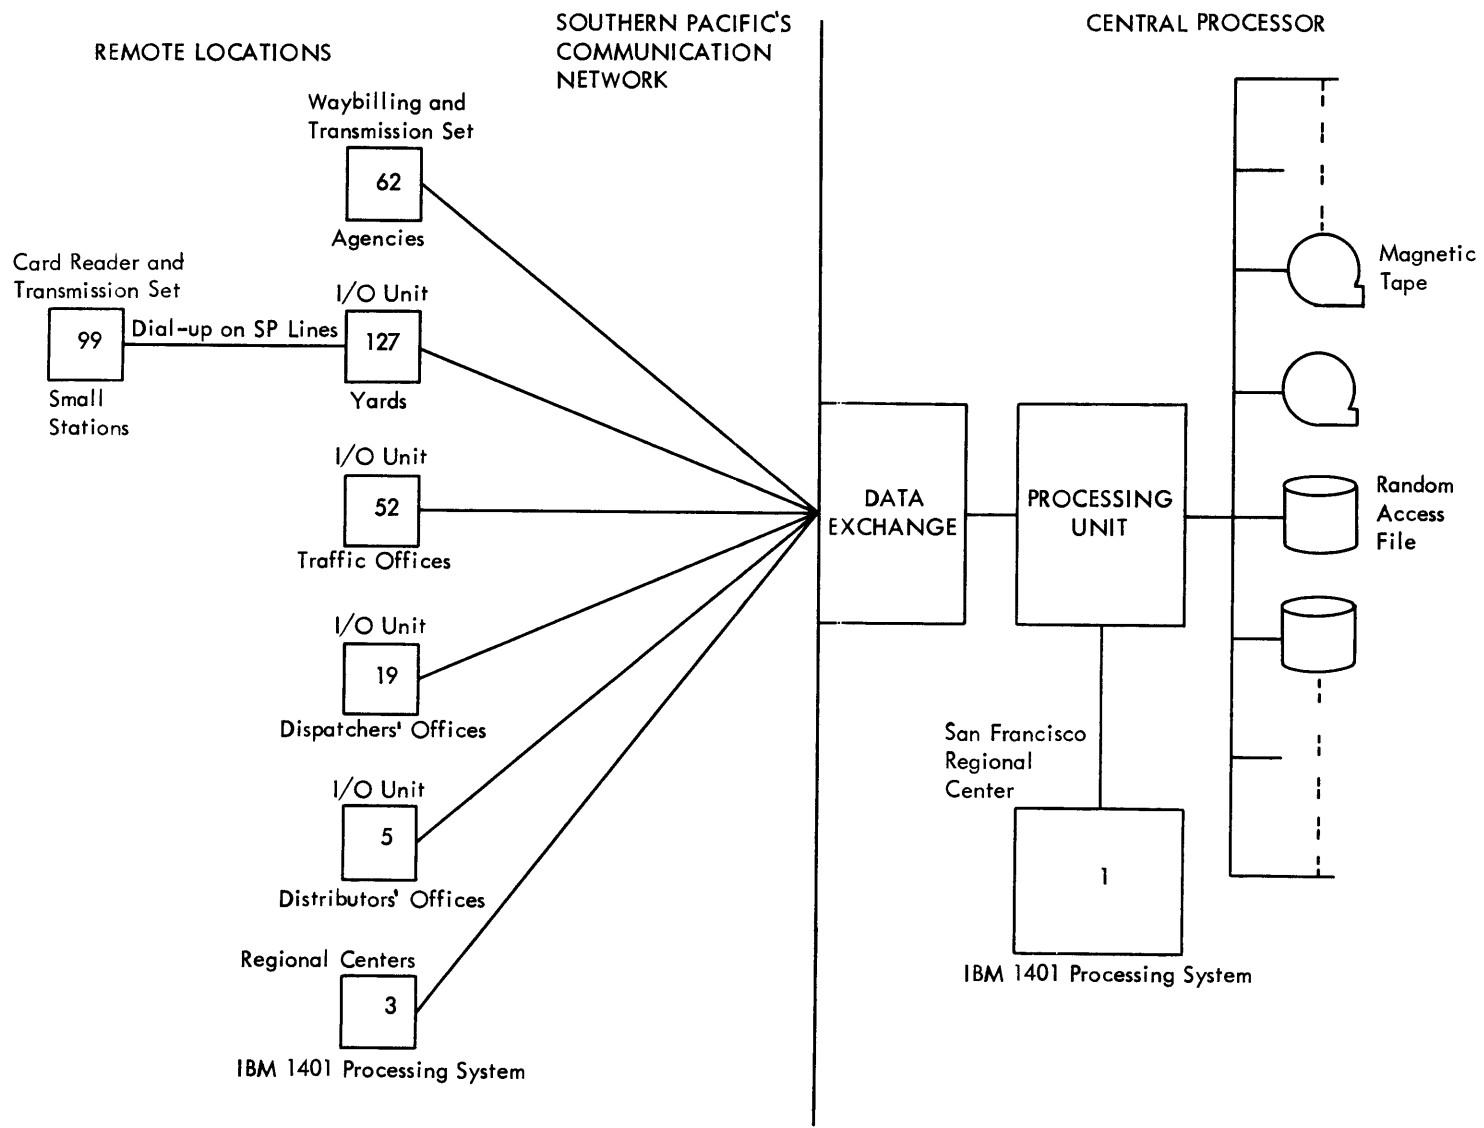 REMOTE LOCATIONS
SOUTHERN PACIFIC'S
COMMUNICATION
NETWORK
CENTRAL PROCESSOR
Waybilling and
Transmission Set
62
Agencies
Card Reader and
Transmission Set
99
Small
Stations
Dial-up on SP Lines
I/O Unit
127
Yards
I/O Unit
52
Traffic Offices
I/O Unit
19
Dispatchers' Offices
I/O Unit
5
Distributors' Offices
Regional Centers
3
IBM 1401 Processing System
DATA
EXCHANGE
PROCESSING
UNIT
San Francisco
Regional
Center
1
IBM 1401 Processing System
Magnetic
Tape
Random
Access
File